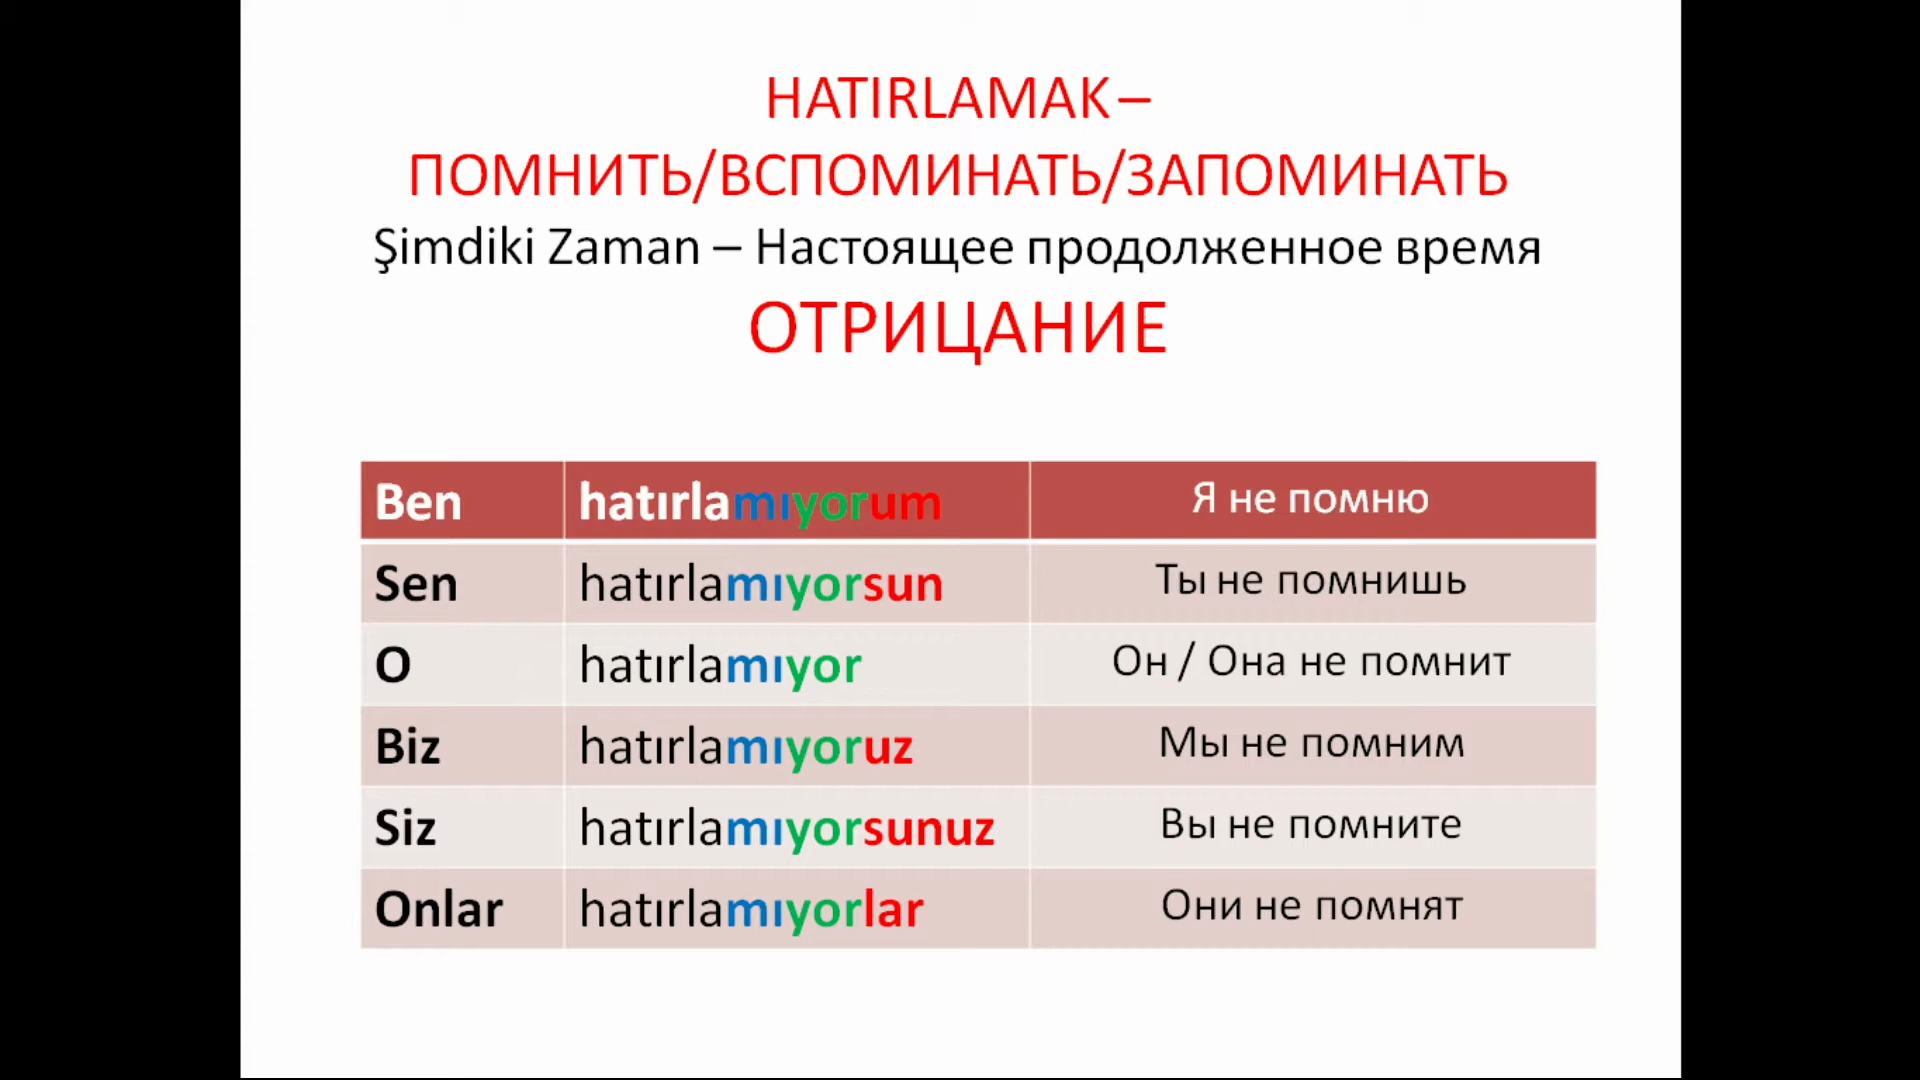 HATIRLAMAK –
ПОМНИТЬ/ВСПОМИНАТЬ/ЗАПОМИНАТЬ
Şimdiki Zaman – Настоящее продолженное время
ОТРИЦАНИЕ
Ben hatırlamıyorum Я не помню
Sen hatırlamıyorsun Ты не помнишь
O hatırlamıyor Он / Она не помнит
Biz hatırlamıyoruz Мы не помним
Siz hatırlamıyorsunuz Вы не помните
Onlar hatırlamıyorlar Они не помнят